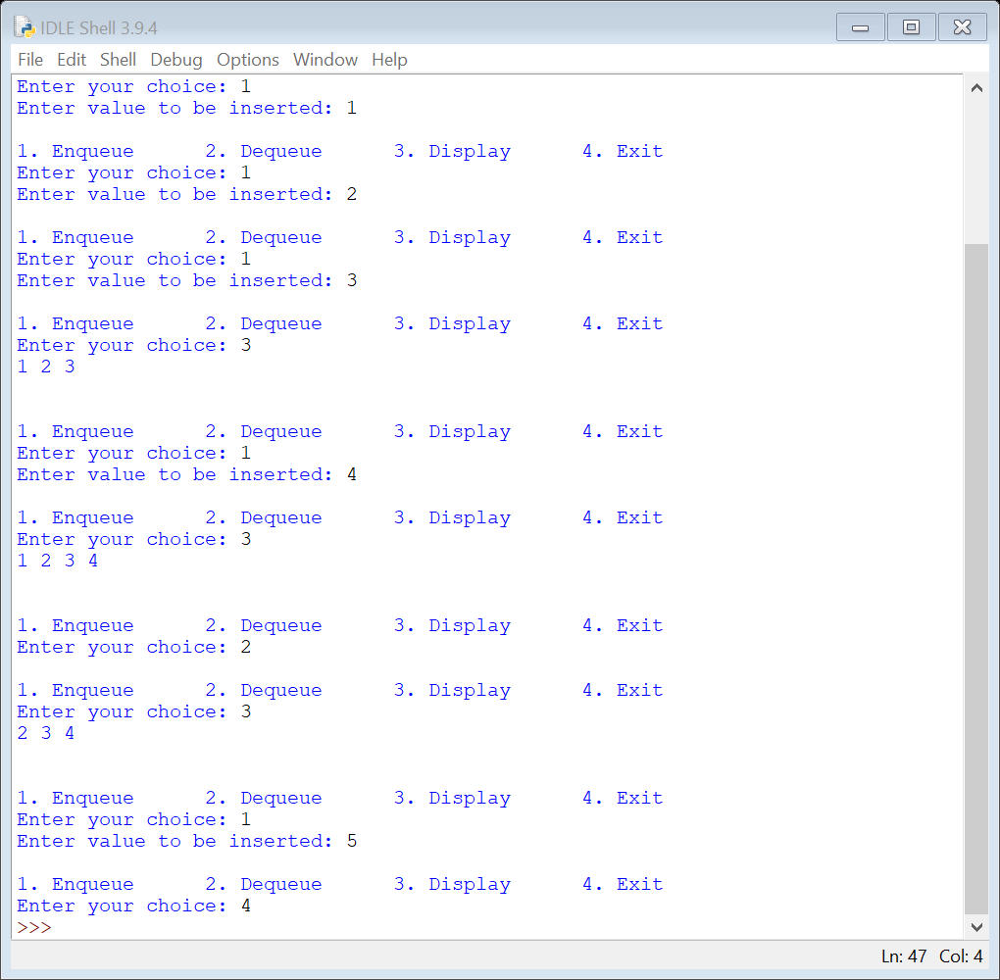 IDLE Shell 3.9.4
File Edit Shell Debug Options Window Help
Enter your choice: 1
Enter value to be inserted: 1
1. Enqueue 2. Dequeue 3. Display 4. Exit
Enter your choice: 1
Enter value to be inserted: 2
1. Enqueue 2. Dequeue 3. Display 4. Exit
Enter your choice: 1
Enter value to be inserted: 3
1. Enqueue 2. Dequeue 3. Display 4. Exit
Enter your choice: 3
1 2 3
1. Enqueue 2. Dequeue 3. Display 4. Exit
Enter your choice: 1
Enter value to be inserted: 4
1. Enqueue 2. Dequeue 3. Display 4. Exit
Enter your choice: 3
1 2 3 4
1. Enqueue 2. Dequeue 3. Display 4. Exit
Enter your choice: 2
1. Enqueue 2. Dequeue 3. Display 4. Exit
Enter your choice: 3
2 3 4
1. Enqueue 2. Dequeue 3. Display 4. Exit
Enter your choice: 1
Enter value to be inserted: 5
1. Enqueue 2. Dequeue 3. Display 4. Exit
Enter your choice: 4
>>>
Ln: 47 Col: 4